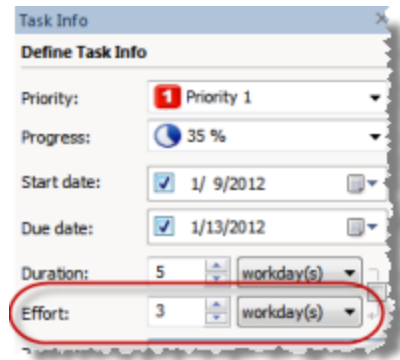 Task Info
Define Task Info
Priority: 1 Priority 1
Progress: 35 %
Start date: 1/ 9/2012
Due date: 1/13/2012
Duration: 5 workday(s)
Effort: 3 workday(s)